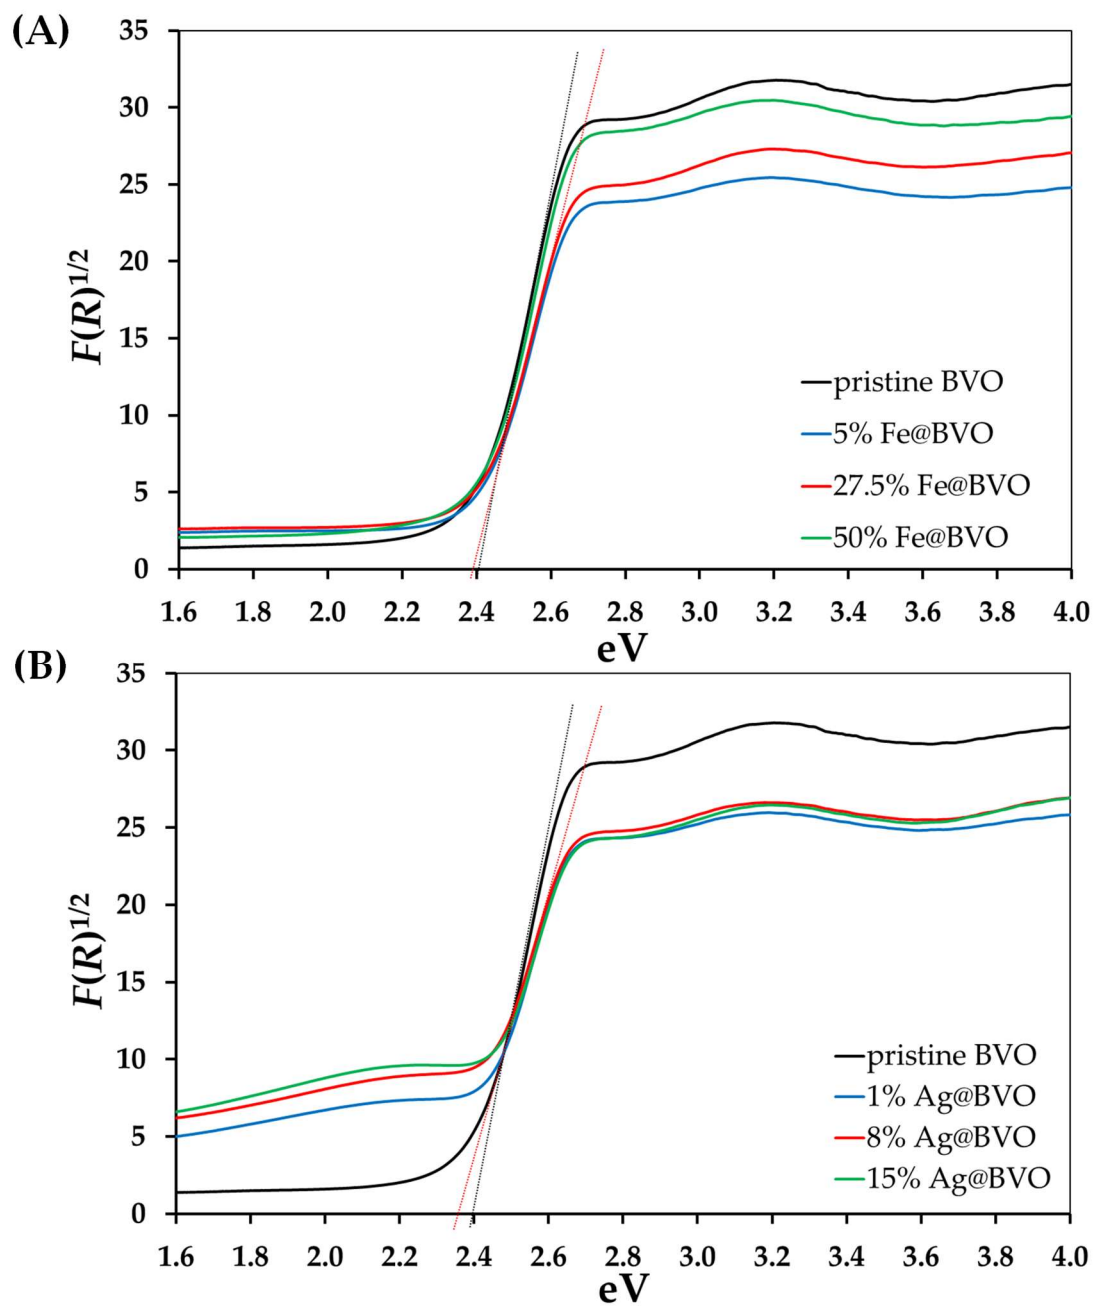 (A)
35
30
25
20
15
10
5
0
F(R)1/2
pristine BVO
5% Fe@BVO
27.5% Fe@BVO
50% Fe@BVO
1.6 1.8 2.0 2.2 2.4 2.6 2.8 3.0 3.2 3.4 3.6 3.8 4.0
eV
(B)
35
30
25
20
15
10
5
0
F(R)1/2
pristine BVO
1% Ag@BVO
8% Ag@BVO
15% Ag@BVO
1.6 1.8 2.0 2.2 2.4 2.6 2.8 3.0 3.2 3.4 3.6 3.8 4.0
eV